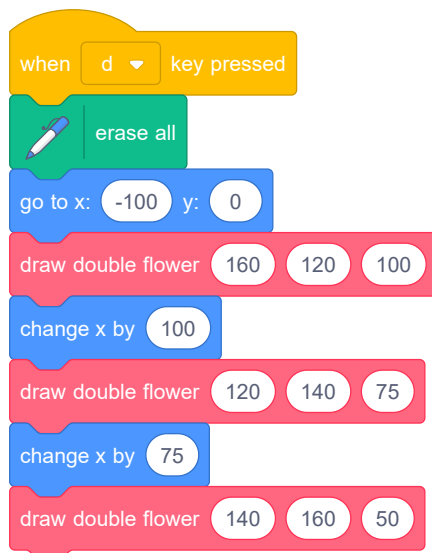 when d key pressed
erase all
go to x: -100 y: 0
draw double flower 160 120 100
change x by 100
draw double flower 120 140 75
change x by 75
draw double flower 140 160 50